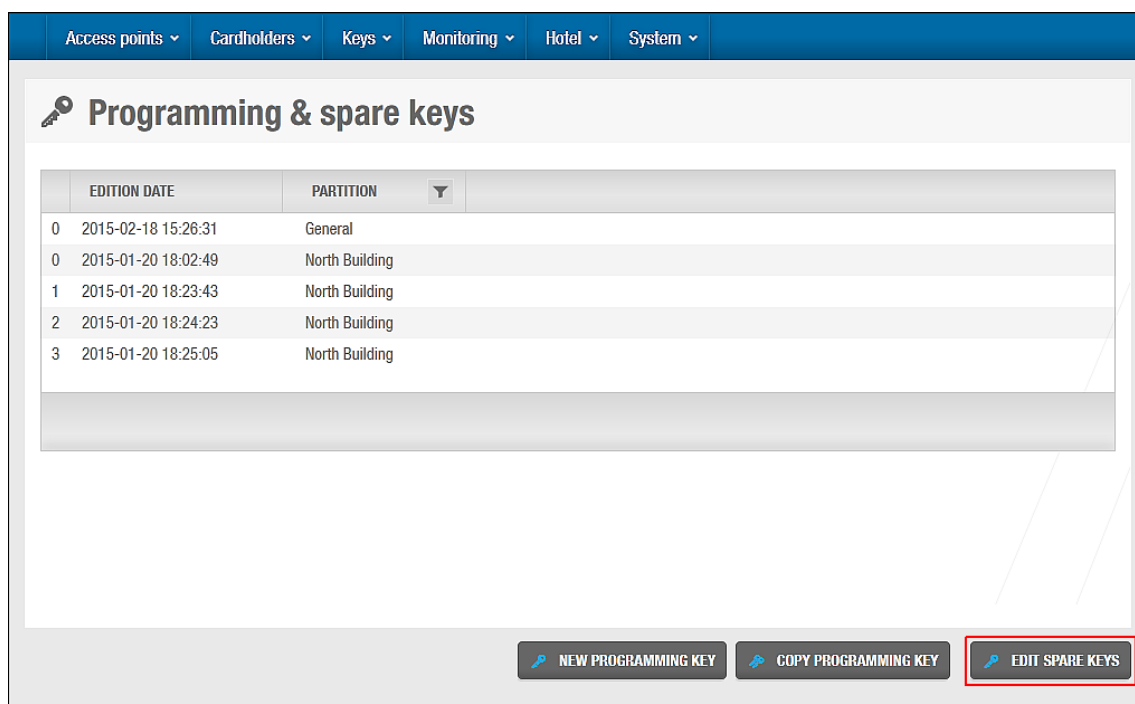 Access points Cardholders Keys Monitoring Hotel System
Programming & spare keys
EDITION DATE PARTITION
0 2015-02-18 15:26:31 General
0 2015-01-20 18:02:49 North Building
1 2015-01-20 18:23:43 North Building
2 2015-01-20 18:24:23 North Building
3 2015-01-20 18:25:05 North Building
NEW PROGRAMMING KEY COPY PROGRAMMING KEY EDIT SPARE KEYS